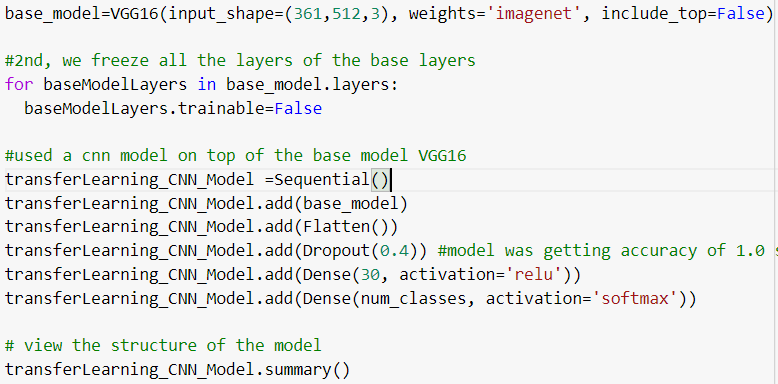 base_model=VGG16(input_shape=(361,512,3), weights='imagenet', include_top=False)
#2nd, we freeze all the layers of the base layers
for baseModelLayers in base_model.layers:
  baseModelLayers.trainable=False
#used a cnn model on top of the base model VGG16
transferLearning_CNN_Model =Sequential()
transferLearning_CNN_Model.add(base_model)
transferLearning_CNN_Model.add(Flatten())
transferLearning_CNN_Model.add(Dropout(0.4)) #model was getting accuracy of 1.0
transferLearning_CNN_Model.add(Dense(30, activation='relu'))
transferLearning_CNN_Model.add(Dense(num_classes, activation='softmax'))
# view the structure of the model
transferLearning_CNN_Model.summary()